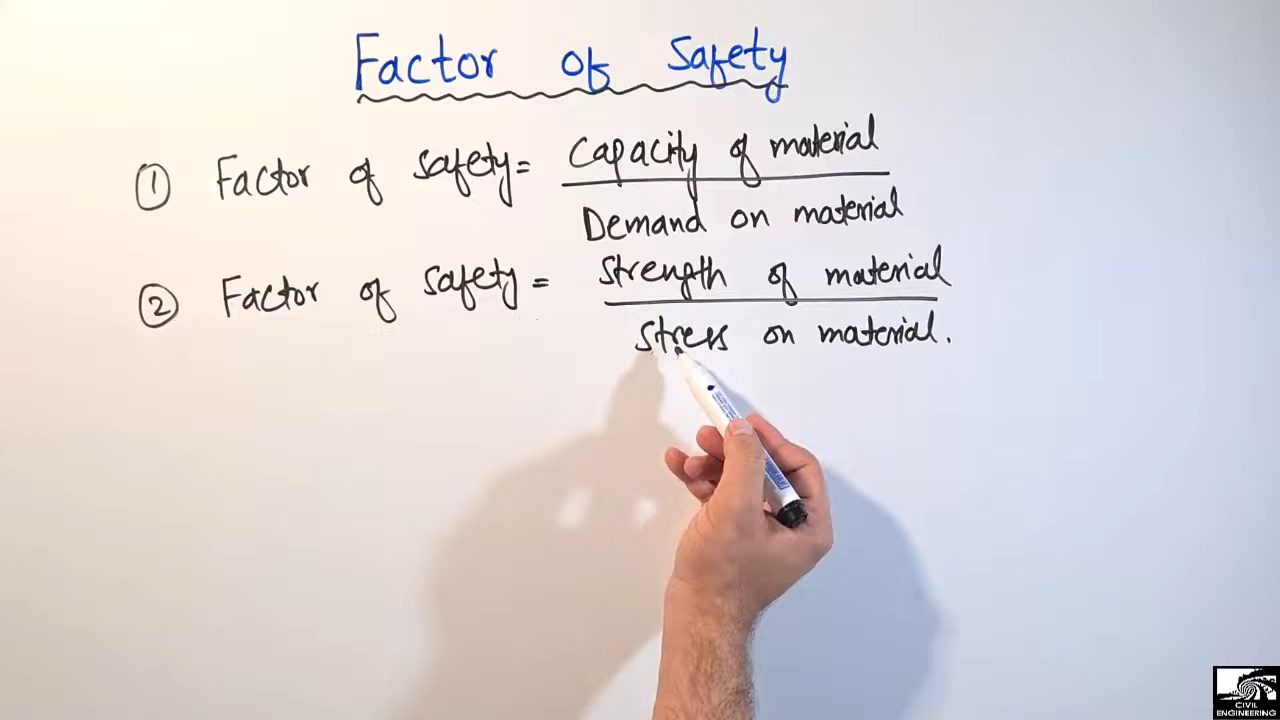 Factor of Safety
① Factor of safety = Capacity of material
Demand on material
② Factor of safety = Strength of material
Stress on material.
CIVIL
ENGINEERING